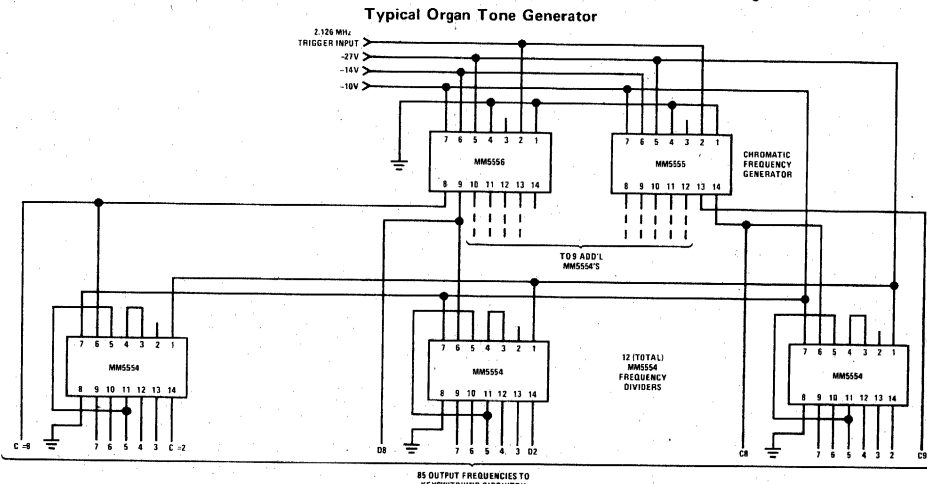 Typical Organ Tone Generator
2.126 MHz
TRIGGER INPUT
-27V
-14V
-10V
7 6 5 4 3 2 1
MM5556
8 9 10 11 12 13 14
7 6 5 4 3 2 1
MM5555
8 9 10 11 12 13 14
CHROMATIC
FREQUENCY
GENERATOR
TO 9 ADD'L
MM5554'S
7 6 5 4 3 2 1
MM5554
8 9 10 11 12 13 14
7 6 5 4 3 2 1
MM5554
8 9 10 11 12 13 14
12 (TOTAL)
MM5554
FREQUENCY
DIVIDERS
7 6 5 4 3 2 1
MM5554
8 9 10 11 12 13 14
C =8 7 6 5 4 3 C =2
D8 7 6 5 4 3 D2
C8 7 6 5 4 3 2 C9
85 OUTPUT FREQUENCIES TO